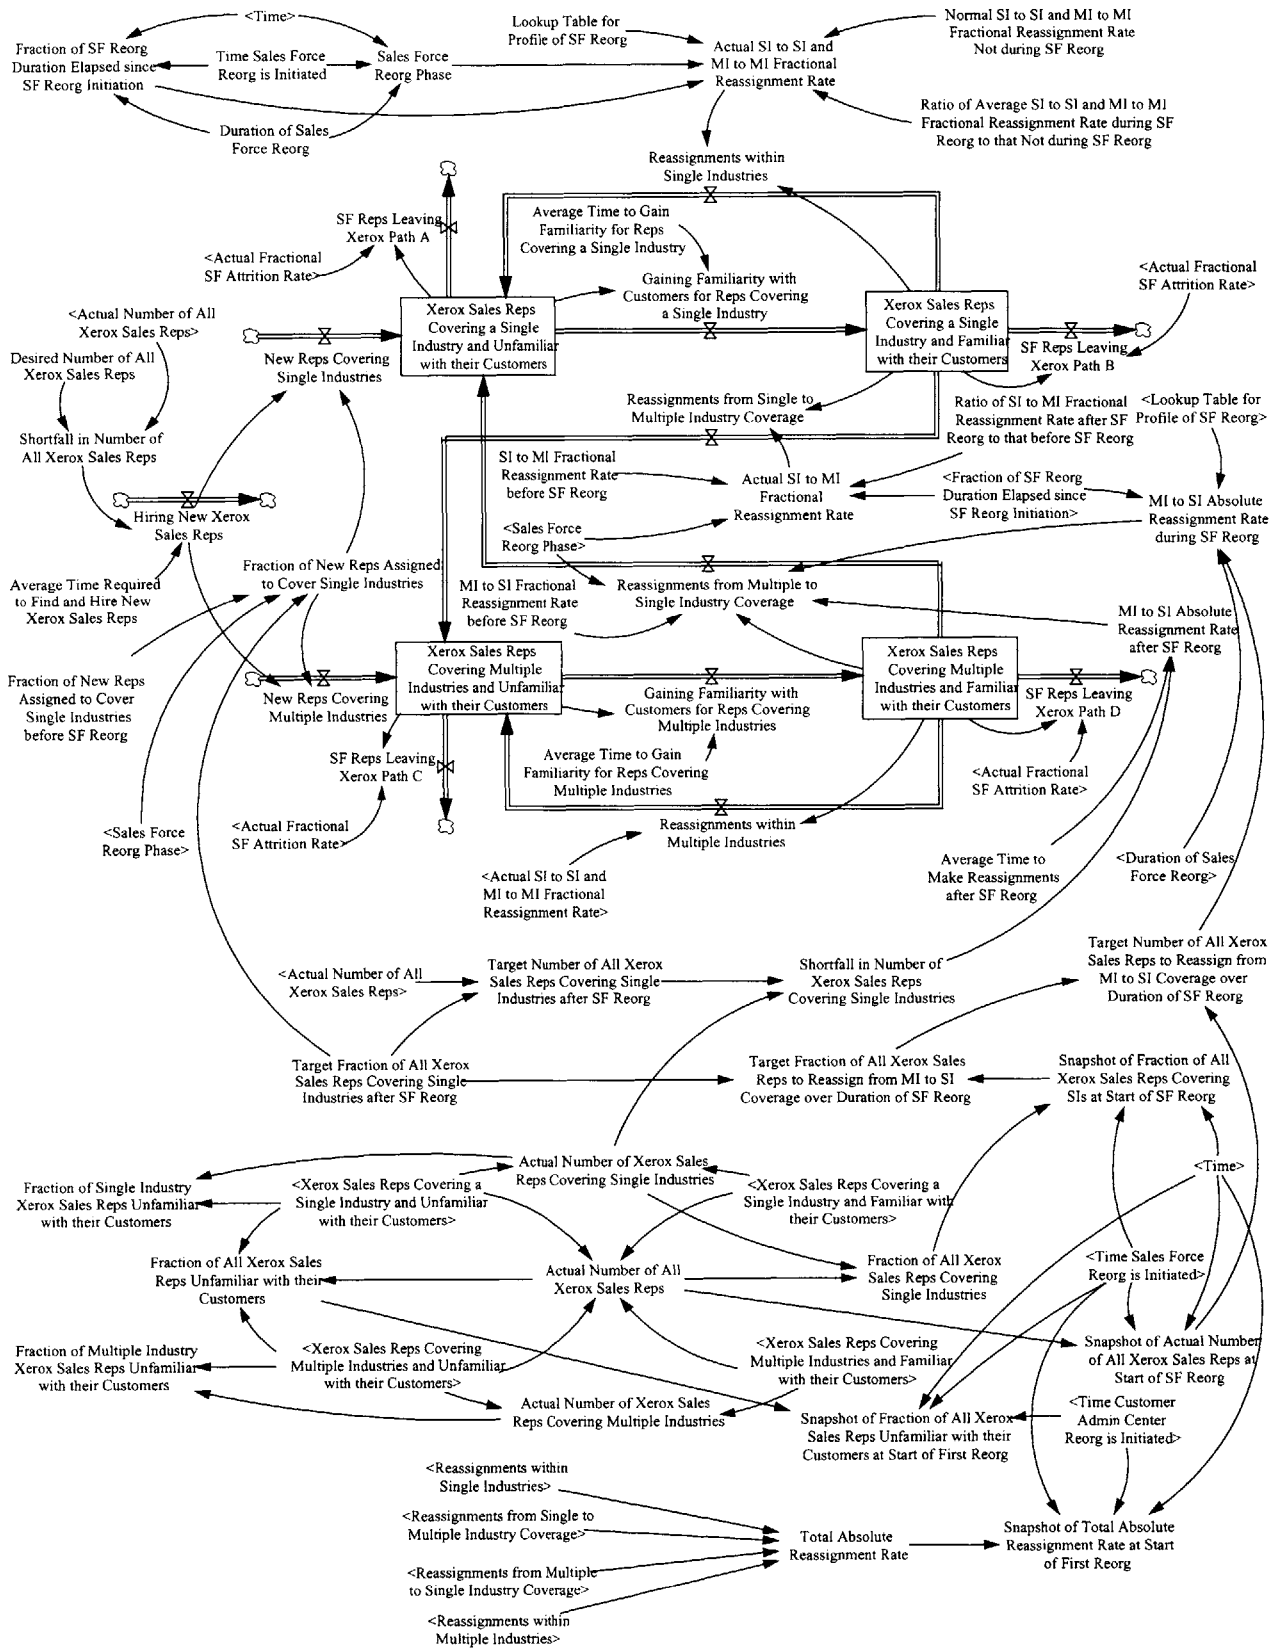 <Time>
Fraction of SF Reorg
Duration Elapsed since
SF Reorg Initiation
Time Sales Force
Reorg is Initiated
Sales Force
Reorg Phase
Duration of Sales
Force Reorg
Lookup Table for
Profile of SF Reorg
Actual SI to SI and
MI to MI Fractional
Reassignment Rate
Normal SI to SI and MI to MI
Fractional Reassignment Rate
Not during SF Reorg
Ratio of Average SI to SI and MI to MI
Fractional Reassignment Rate during SF
Reorg to that Not during SF Reorg
Reassignments within
Single Industries
SF Reps Leaving
Xerox Path A
<Actual Fractional
SF Attrition Rate>
Average Time to Gain
Familiarity for Reps
Covering a Single Industry
Gaining Familiarity with
Customers for Reps Covering
a Single Industry
<Actual Fractional
SF Attrition Rate>
<Actual Number of All
Xerox Sales Reps>
Xerox Sales Reps
Covering a Single
Industry and Unfamiliar
with their Customers
Xerox Sales Reps
Covering a Single
Industry and Familiar
with their Customers
SF Reps Leaving
Xerox Path B
Desired Number of All
Xerox Sales Reps
New Reps Covering
Single Industries
Shortfall in Number of
All Xerox Sales Reps
Reassignments from Single to
Multiple Industry Coverage
Ratio of SI to MI Fractional
Reassignment Rate after SF
Reorg to that before SF Reorg
<Lookup Table for
Profile of SF Reorg>
SI to MI Fractional
Reassignment Rate
before SF Reorg
Actual SI to MI
Fractional
Reassignment Rate
<Fraction of SF Reorg
Duration Elapsed since
SF Reorg Initiation>
MI to SI Absolute
Reassignment Rate
during SF Reorg
Hiring New Xerox
Sales Reps
<Sales Force
Reorg Phase>
Average Time Required
to Find and Hire New
Xerox Sales Reps
Fraction of New Reps Assigned
to Cover Single Industries
MI to SI Fractional
Reassignment Rate
before SF Reorg
Reassignments from Multiple to
Single Industry Coverage
MI to SI Absolute
Reassignment Rate
after SF Reorg
Fraction of New Reps
Assigned to Cover
Single Industries
before SF Reorg
New Reps Covering
Multiple Industries
Xerox Sales Reps
Covering Multiple
Industries and Unfamiliar
with their Customers
Gaining Familiarity with
Customers for Reps Covering
Multiple Industries
Xerox Sales Reps
Covering Multiple
Industries and Familiar
with their Customers
SF Reps Leaving
Xerox Path D
SF Reps Leaving
Xerox Path C
Average Time to Gain
Familiarity for Reps Covering
Multiple Industries
<Actual Fractional
SF Attrition Rate>
<Sales Force
Reorg Phase>
<Actual Fractional
SF Attrition Rate>
Reassignments within
Multiple Industries
<Actual SI to SI and
MI to MI Fractional
Reassignment Rate>
Average Time to
Make Reassignments
after SF Reorg
<Duration of Sales
Force Reorg>
<Actual Number of All
Xerox Sales Reps>
Target Number of All Xerox
Sales Reps Covering Single
Industries after SF Reorg
Shortfall in Number of
Xerox Sales Reps
Covering Single Industries
Target Number of All Xerox
Sales Reps to Reassign from
MI to SI Coverage over
Duration of SF Reorg
Target Fraction of All Xerox
Sales Reps Covering Single
Industries after SF Reorg
Target Fraction of All Xerox Sales
Reps to Reassign from MI to SI
Coverage over Duration of SF Reorg
Snapshot of Fraction of All
Xerox Sales Reps Covering
SIs at Start of SF Reorg
Actual Number of Xerox Sales
Reps Covering Single Industries
<Time>
Fraction of Single Industry
Xerox Sales Reps Unfamiliar
with their Customers
<Xerox Sales Reps Covering a
Single Industry and Unfamiliar
with their Customers>
<Xerox Sales Reps Covering a
Single Industry and Familiar with
their Customers>
Fraction of All Xerox Sales
Reps Unfamiliar with their
Customers
Actual Number of All
Xerox Sales Reps
Fraction of All Xerox
Sales Reps Covering
Single Industries
<Time Sales Force
Reorg is Initiated>
Fraction of Multiple Industry
Xerox Sales Reps Unfamiliar
with their Customers
<Xerox Sales Reps Covering
Multiple Industries and Unfamiliar
with their Customers>
<Xerox Sales Reps Covering
Multiple Industries and Familiar
with their Customers>
Snapshot of Actual Number
of All Xerox Sales Reps at
Start of SF Reorg
Actual Number of Xerox Sales
Reps Covering Multiple Industries
Snapshot of Fraction of All Xerox
Sales Reps Unfamiliar with their
Customers at Start of First Reorg
<Time Customer
Admin Center
Reorg is Initiated>
<Reassignments within
Single Industries>
<Reassignments from Single to
Multiple Industry Coverage>
Total Absolute
Reassignment Rate
Snapshot of Total Absolute
Reassignment Rate at Start
of First Reorg
<Reassignments from Multiple
to Single Industry Coverage>
<Reassignments within
Multiple Industries>